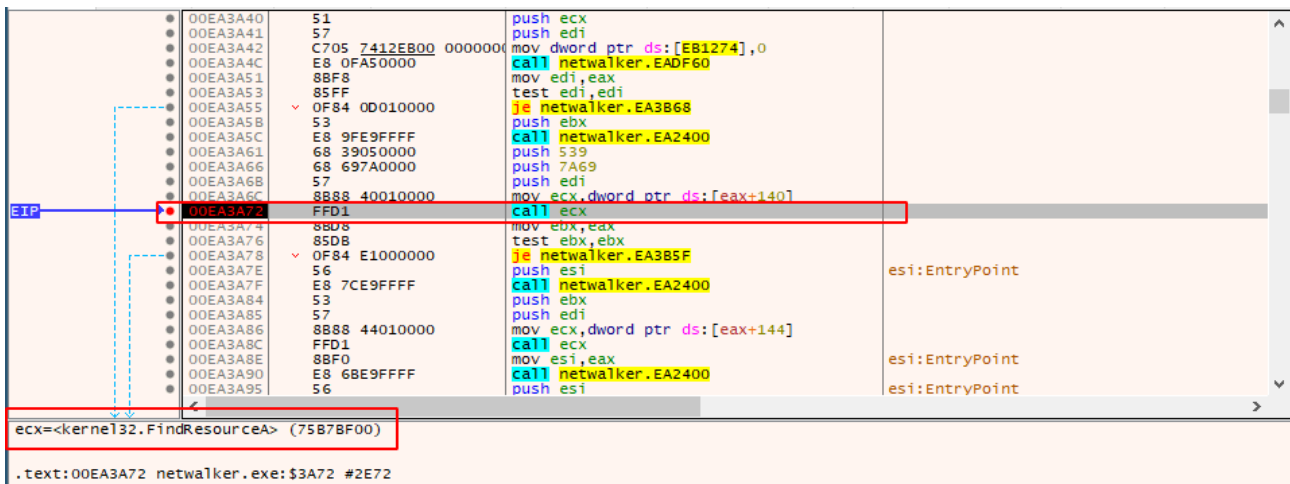 00EA3A40 51 push ecx
00EA3A41 57 push edi
00EA3A42 C705 7412EB00 0000000 mov dword ptr ds:[EB1274],0
00EA3A4C E8 0FA50000 call netwalker.EADF60
00EA3A51 8BF8 mov edi,eax
00EA3A53 85FF test edi,edi
00EA3A55 0F84 0D010000 je netwalker.EA3B68
00EA3A5B 53 push ebx
00EA3A5C E8 9FE9FFFF call netwalker.EA2400
00EA3A61 68 39050000 push 539
00EA3A66 68 697A0000 push 7A69
00EA3A6B 57 push edi
00EA3A6C 8B88 40010000 mov ecx,dword ptr ds:[eax+140]
EIP 00EA3A72 FFD1 call ecx
00EA3A74 8BD8 mov ebx,eax
00EA3A76 85DB test ebx,ebx
00EA3A78 0F84 E1000000 je netwalker.EA3B5F
00EA3A7E 56 push esi esi:EntryPoint
00EA3A7F E8 7CE9FFFF call netwalker.EA2400
00EA3A84 53 push ebx
00EA3A85 57 push edi
00EA3A86 8B88 44010000 mov ecx,dword ptr ds:[eax+144]
00EA3A8C FFD1 call ecx
00EA3A8E 8BF0 mov esi,eax esi:EntryPoint
00EA3A90 E8 6BE9FFFF call netwalker.EA2400
00EA3A95 56 push esi esi:EntryPoint
ecx=<kernel32.FindResourceA> (75B7BF00)
.text:00EA3A72 netwalker.exe:$3A72 #2E72